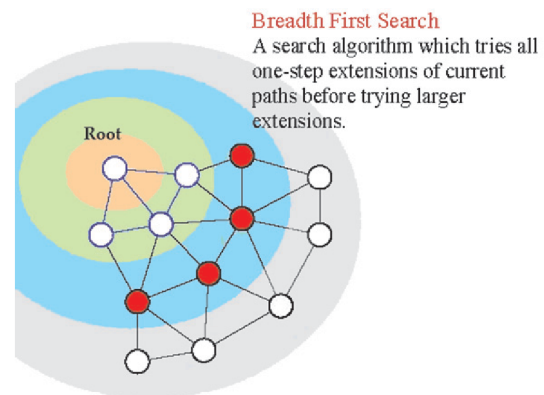 Breadth First Search
A search algorithm which tries all
one-step extensions of current
paths before trying larger
extensions.
Root